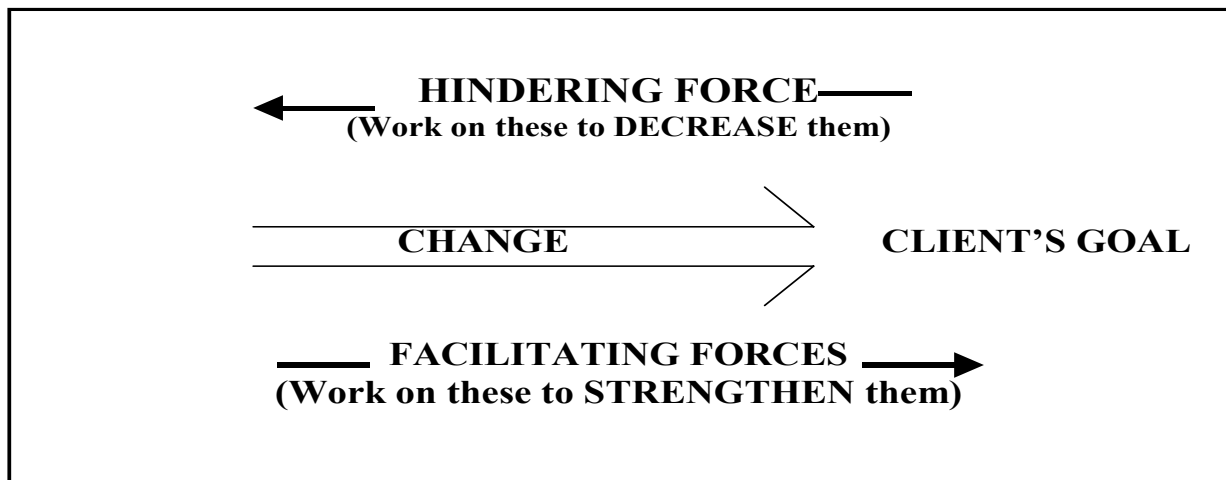 HINDERING FORCE
(Work on these to DECREASE them)
CHANGE CLIENT'S GOAL
FACILITATING FORCES
(Work on these to STRENGTHEN them)